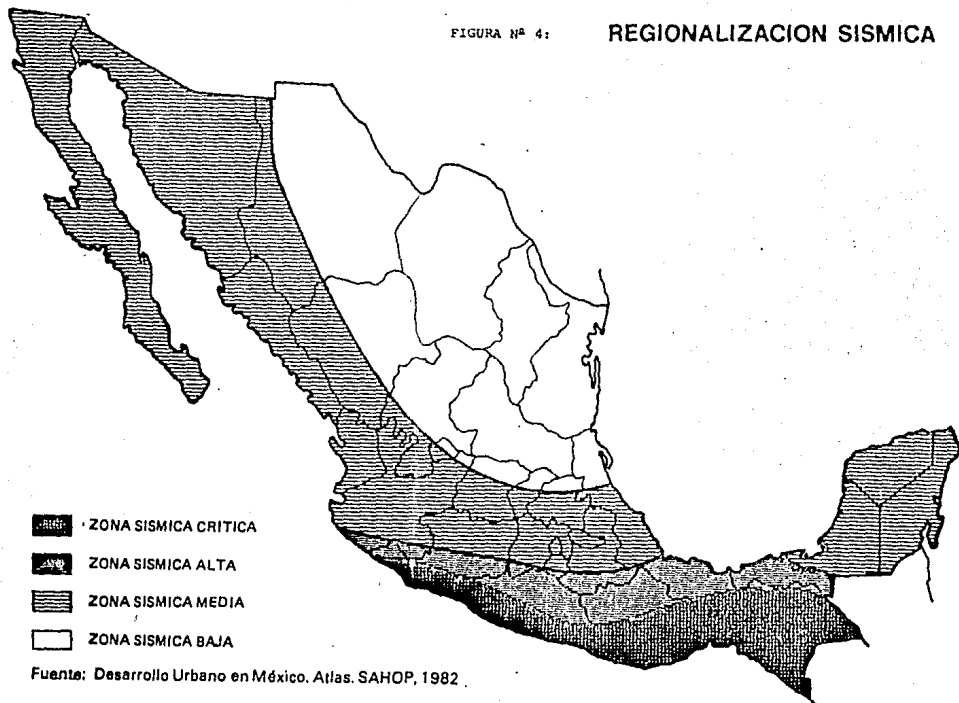 FIGURA Nº 4: REGIONALIZACION SISMICA
ZONA SISMICA CRITICA
ZONA SISMICA ALTA
ZONA SISMICA MEDIA
ZONA SISMICA BAJA
Fuente: Desarrollo Urbano en México. Atlas. SAHOP, 1982